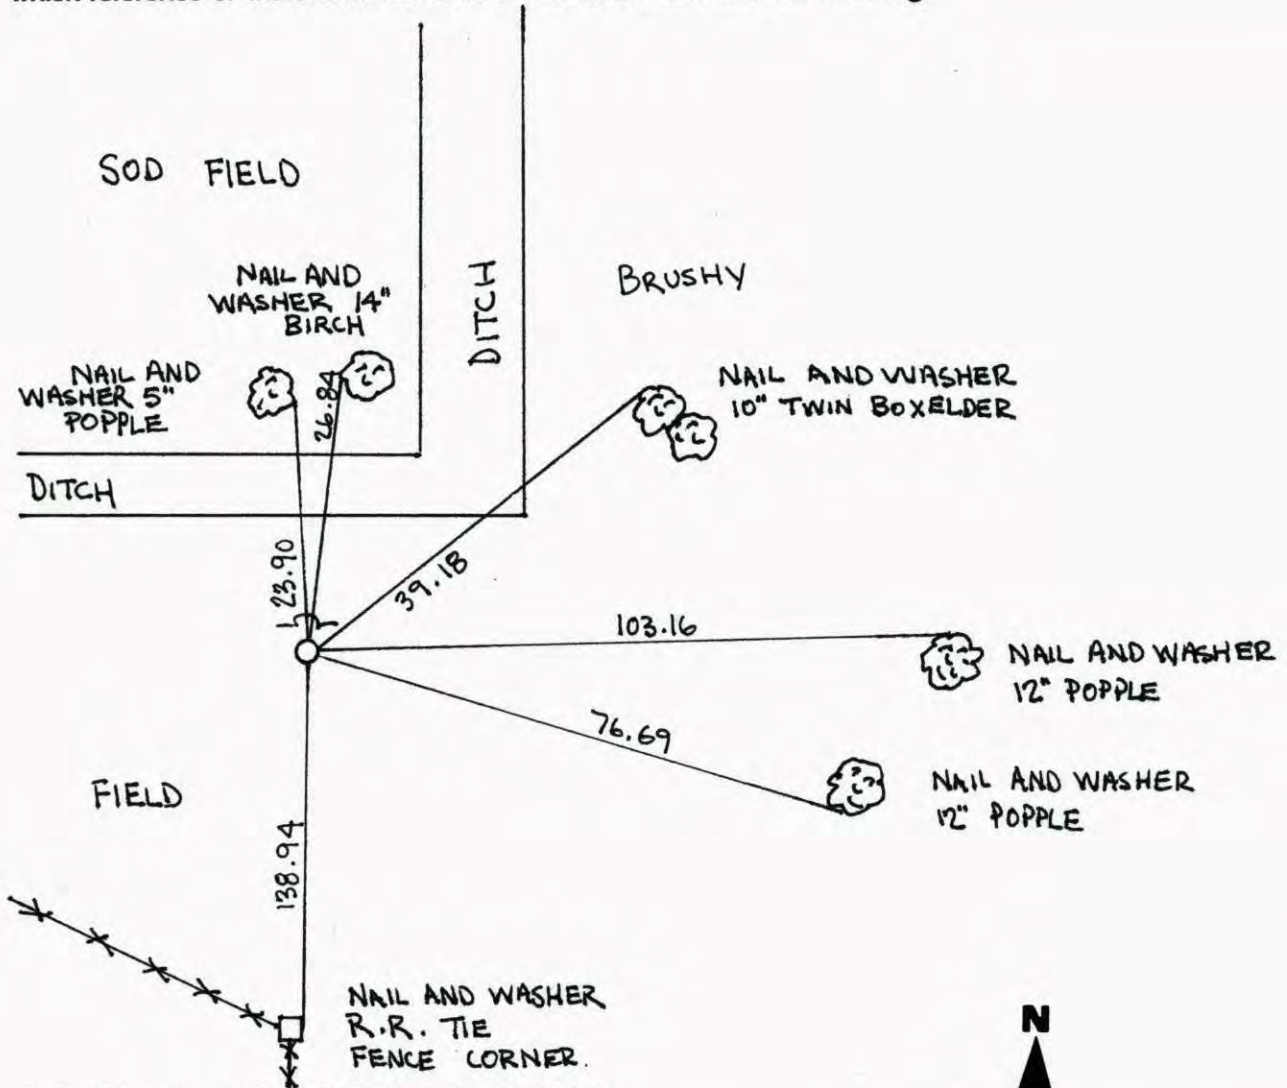 SOD FIELD
NAIL AND
WASHER 14"
BIRCH
NAIL AND
WASHER 5"
POPPLE
26.84
DITCH
BRUSHY
NAIL AND WASHER
10" TWIN BOXELDER
DITCH
23.90
39.18
103.16
NAIL AND WASHER
12" POPPLE
76.69
NAIL AND WASHER
12" POPPLE
FIELD
138.94
NAIL AND WASHER
R.R. TIE
FENCE CORNER.
N